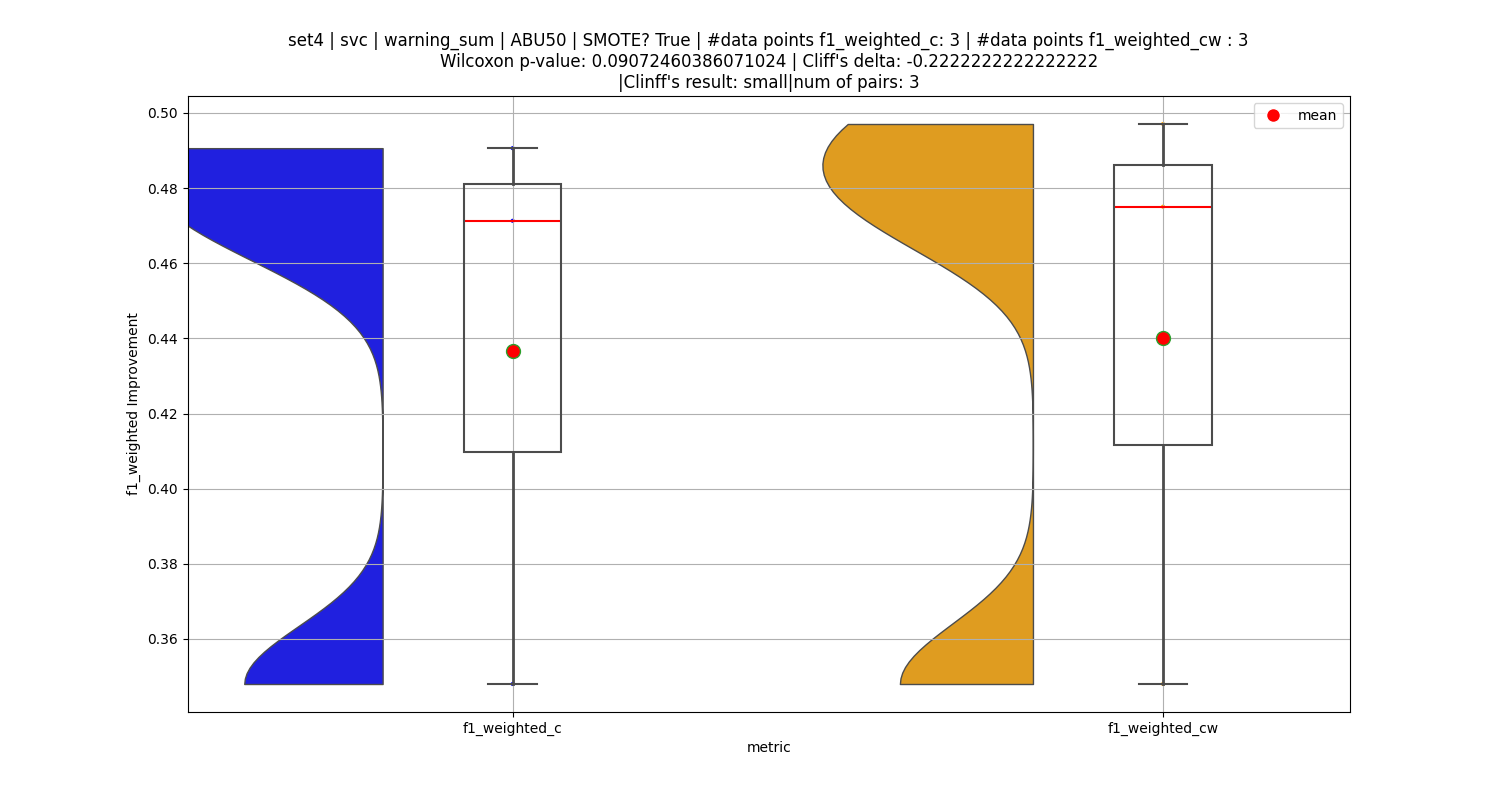 set4 | svc | warning_sum | ABU50 | SMOTE? True | #data points f1_weighted_c: 3 | #data points f1_weighted_cw : 3
Wilcoxon p-value: 0.09072460386071024 | Cliff's delta: -0.2222222222222222
|Clinff's result: small|num of pairs: 3
mean
0.50
0.48
0.46
0.44
0.42
0.40
0.38
0.36
f1_weighted Improvement
f1_weighted_c
f1_weighted_cw
metric